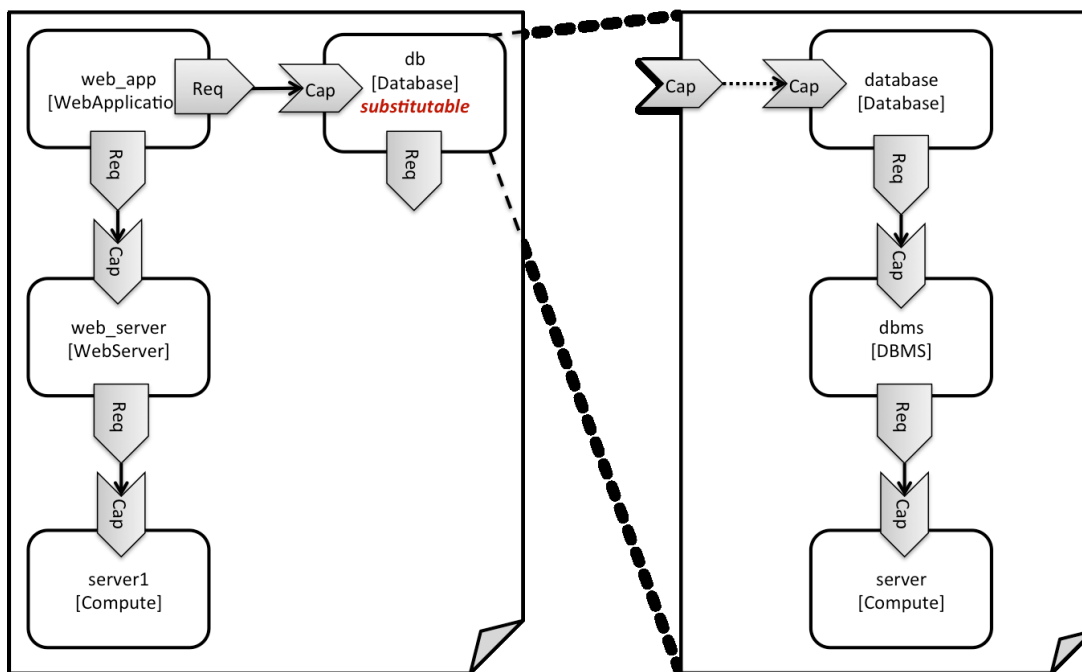 web_app
[WebApplicatio
Req
Cap
db
[Database]
substitutable
Req
Req
Cap
web_server
[WebServer]
Req
Cap
server1
[Compute]
Cap
Cap
database
[Database]
Req
Cap
dbms
[DBMS]
Req
Cap
server
[Compute]